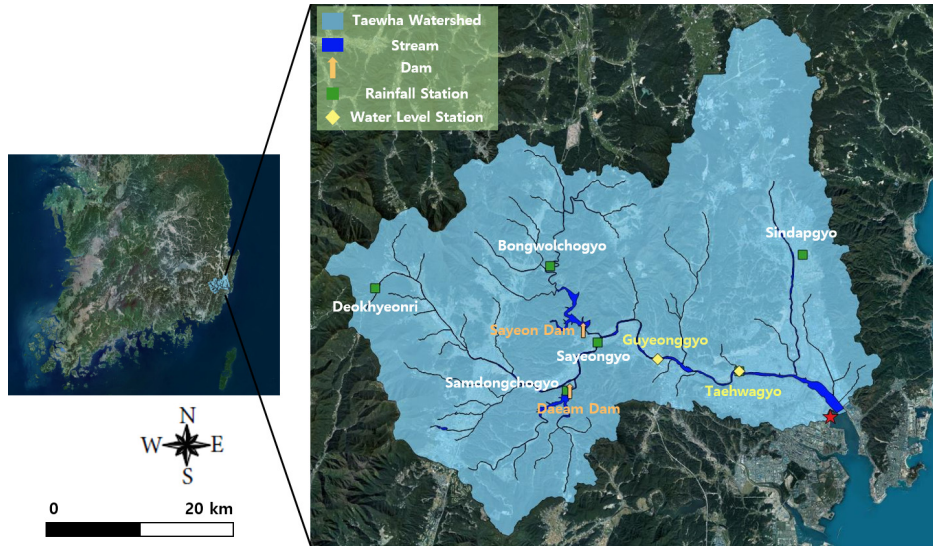 Taewha Watershed
Stream
Dam
Rainfall Station
Water Level Station
Sindapgyo
Bongwolchogyo
Deokhyeonri
Sayeon Dam
Guyeonggyo
Sayeongyo
Samdongchogyo
Taehwagyo
Daeam Dam
N
W E
S
0 20 km